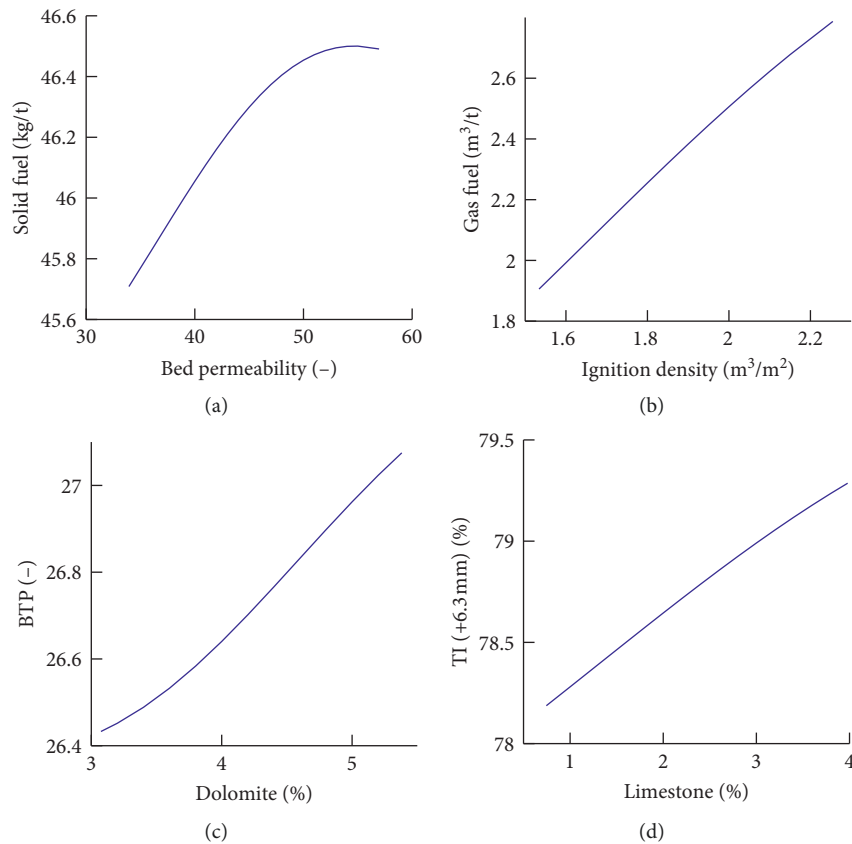 46.6
46.4
46.2
46
45.8
45.6
Solid fuel (kg/t)
30
40
50
60
Bed permeability (–)
(a)
2.6
2.4
2.2
2
1.8
Gas fuel (m³/t)
1.6
1.8
2
2.2
Ignition density (m³/m²)
(b)
27
26.8
26.6
26.4
BTP (–)
3
4
5
Dolomite (%)
(c)
79.5
79
78.5
78
TI (+6.3 mm) (%)
1
2
3
4
Limestone (%)
(d)